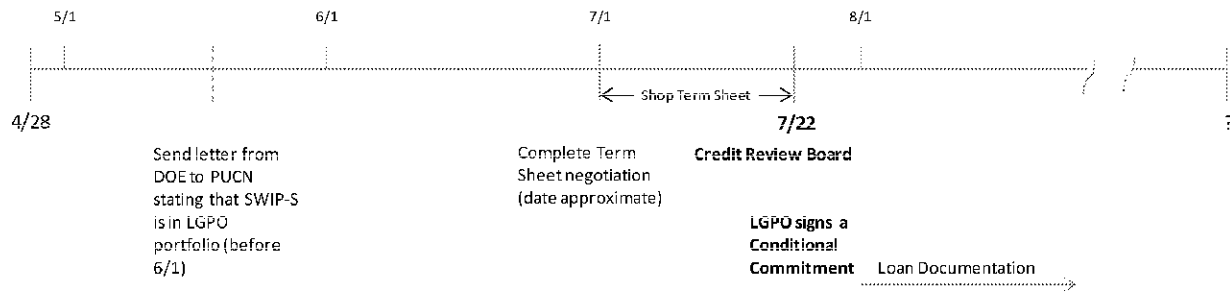 5/1
6/1
7/1
8/1
Shop Term Sheet
4/28
7/22
?
Send letter from
DOE to PUCN
stating that SWIP-S
is in LGPO
portfolio (before
6/1)
Complete Term
Sheet negotiation
(date approximate)
Credit Review Board
LGPO signs a
Conditional
Commitment
Loan Documentation